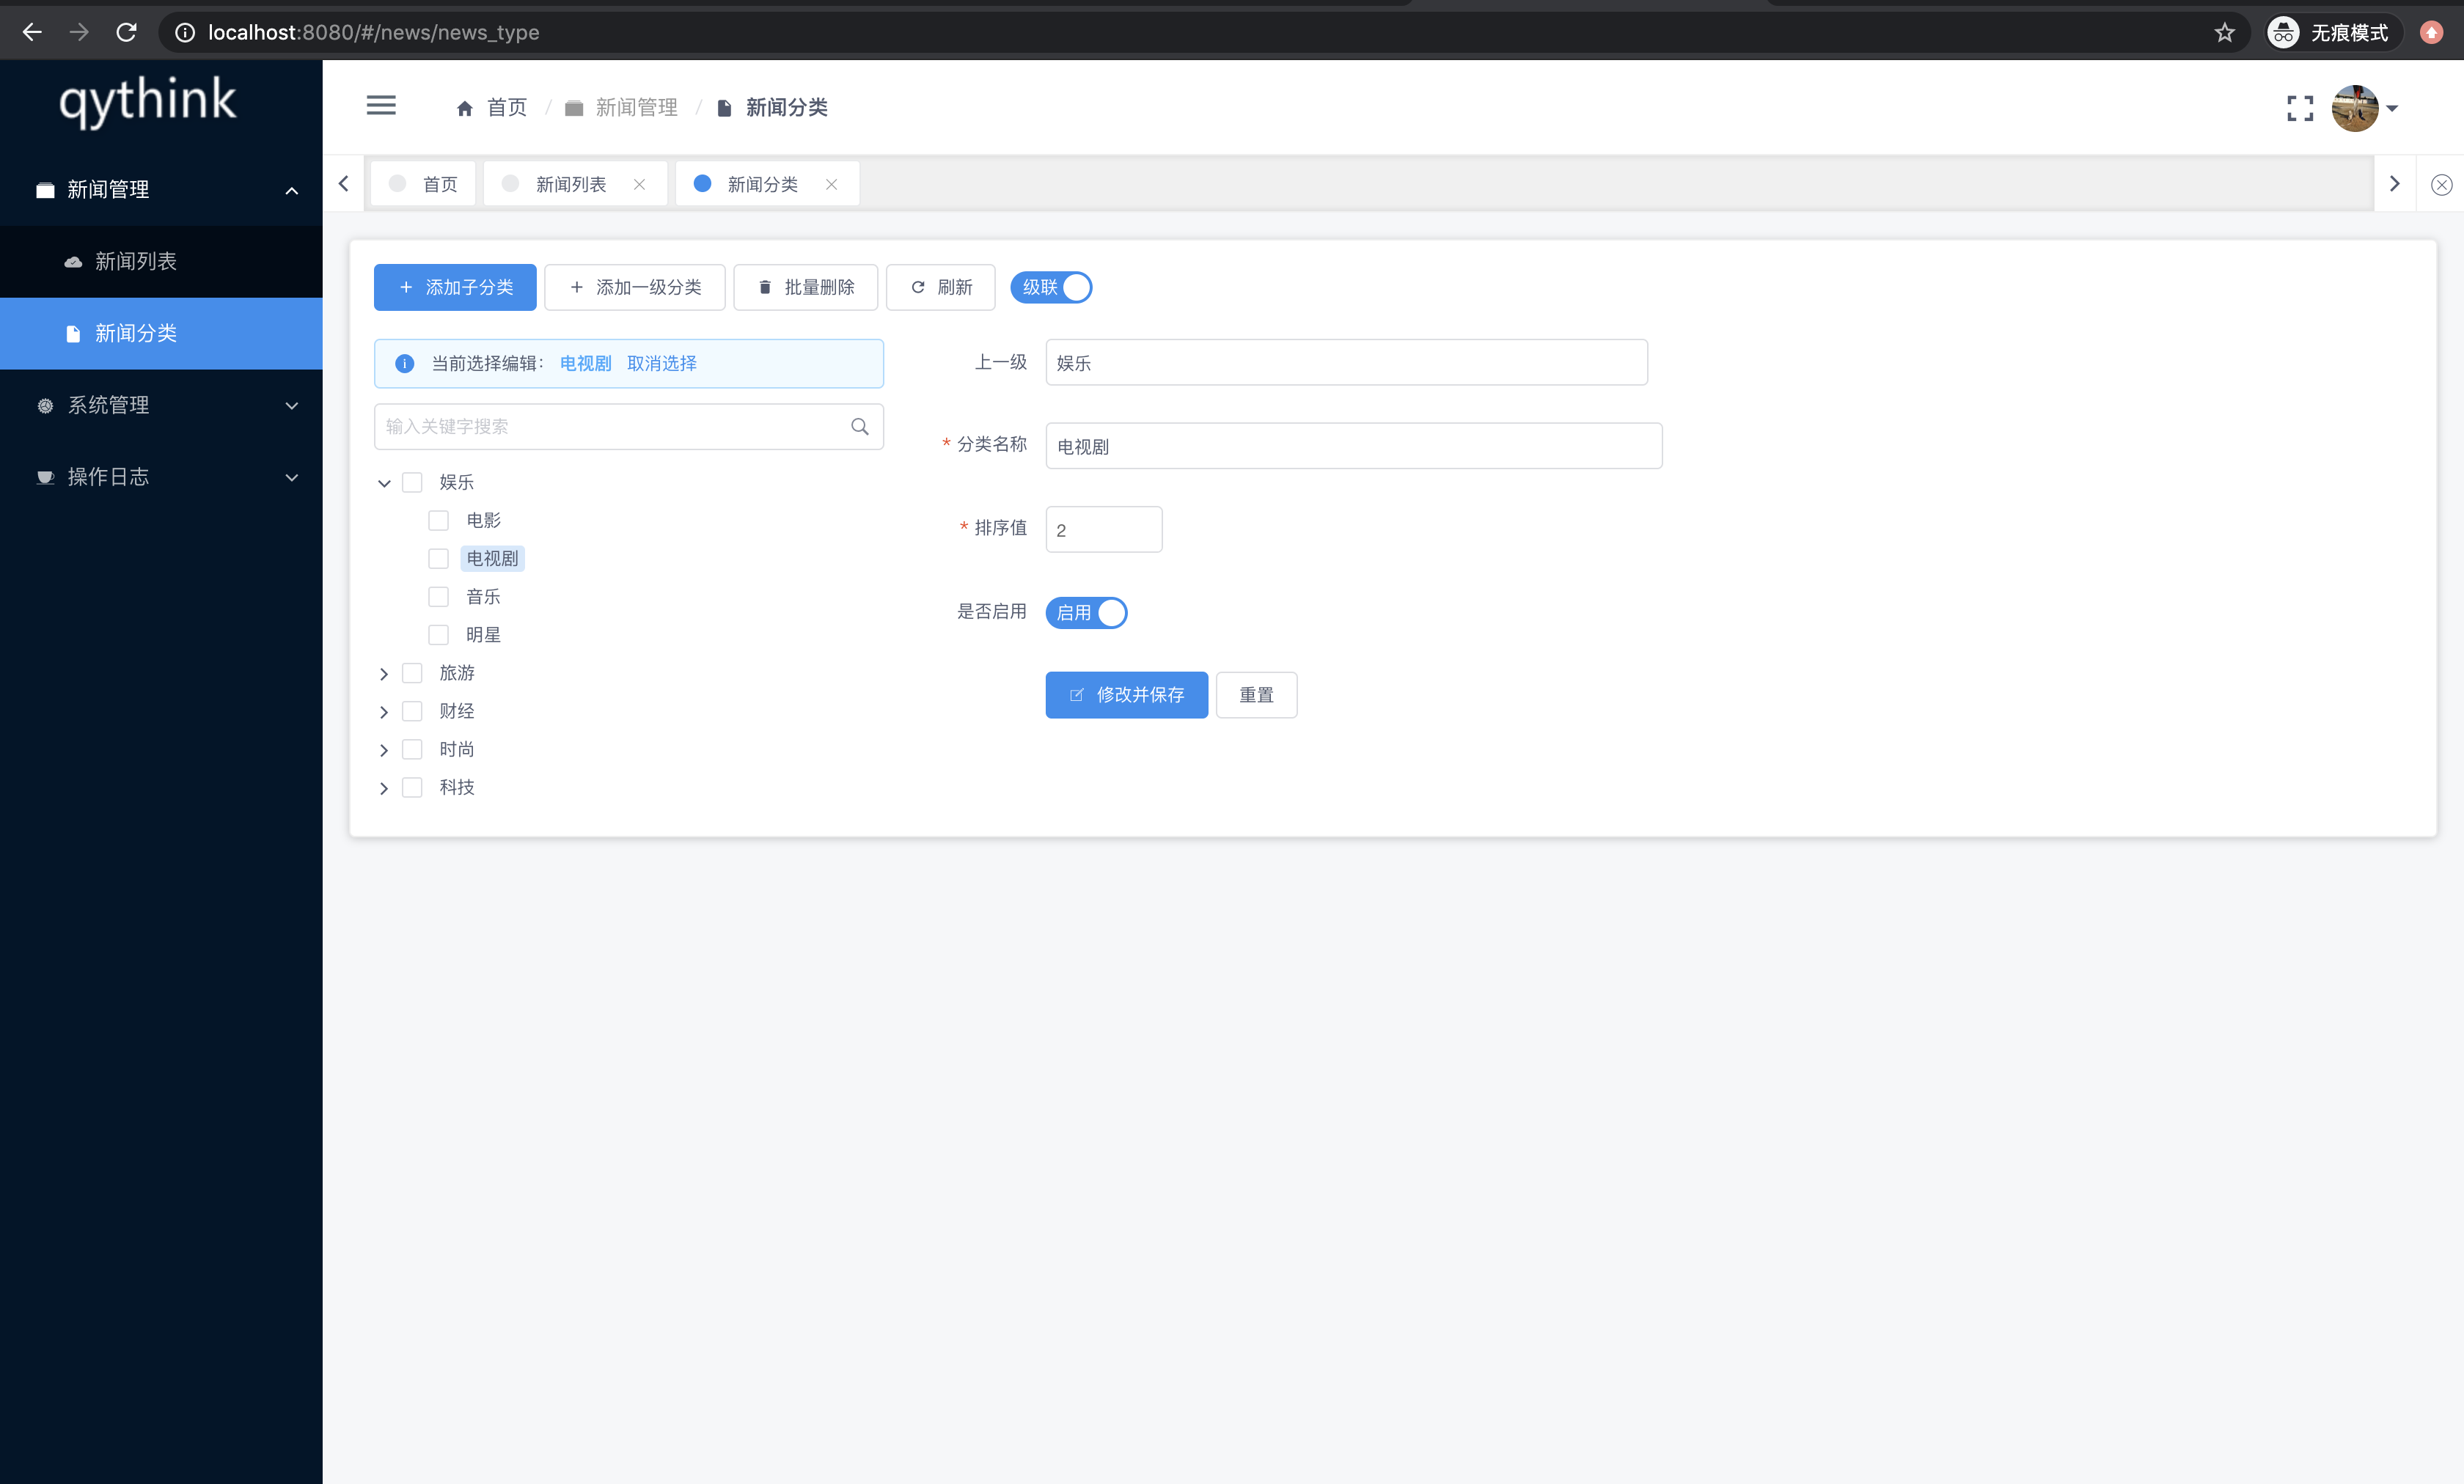 localhost:8080/#/news/news_type
无痕模式
qythink
首页 / 新闻管理 / 新闻分类
新闻管理
新闻列表
新闻分类
系统管理
操作日志
首页 新闻列表 新闻分类
添加子分类 添加一级分类 批量删除 刷新 级联
当前选择编辑： 电视剧 取消选择
输入关键字搜索
娱乐
电影
电视剧
音乐
明星
旅游
财经
时尚
科技
上一级 娱乐
* 分类名称 电视剧
* 排序值 2
是否启用 启用
修改并保存 重置